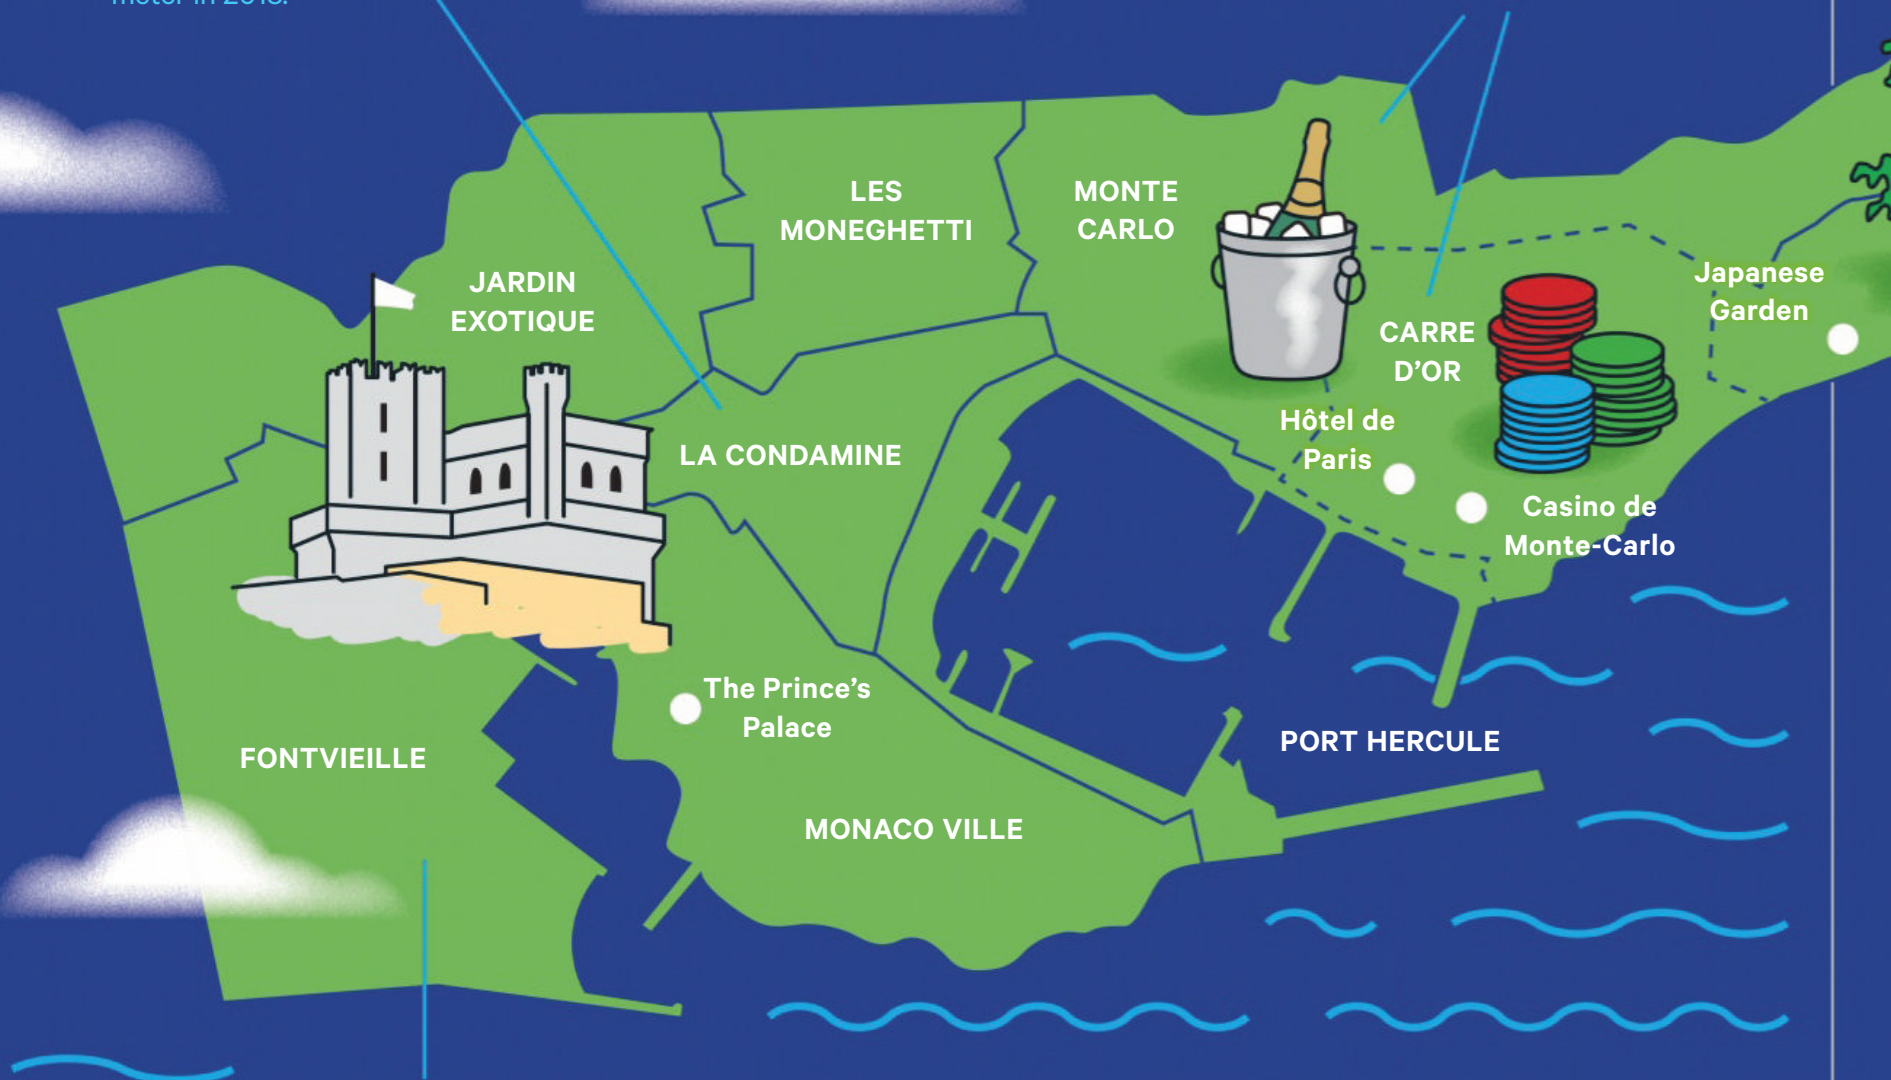 LES
MONEGHETTI
MONTE
CARLO
JARDIN
EXOTIQUE
Japanese
Garden
CARRE
D’OR
Hôtel de
Paris
LA CONDAMINE
Casino de
Monte-Carlo
The Prince’s
Palace
PORT HERCULE
FONTVIEILLE
MONACO VILLE